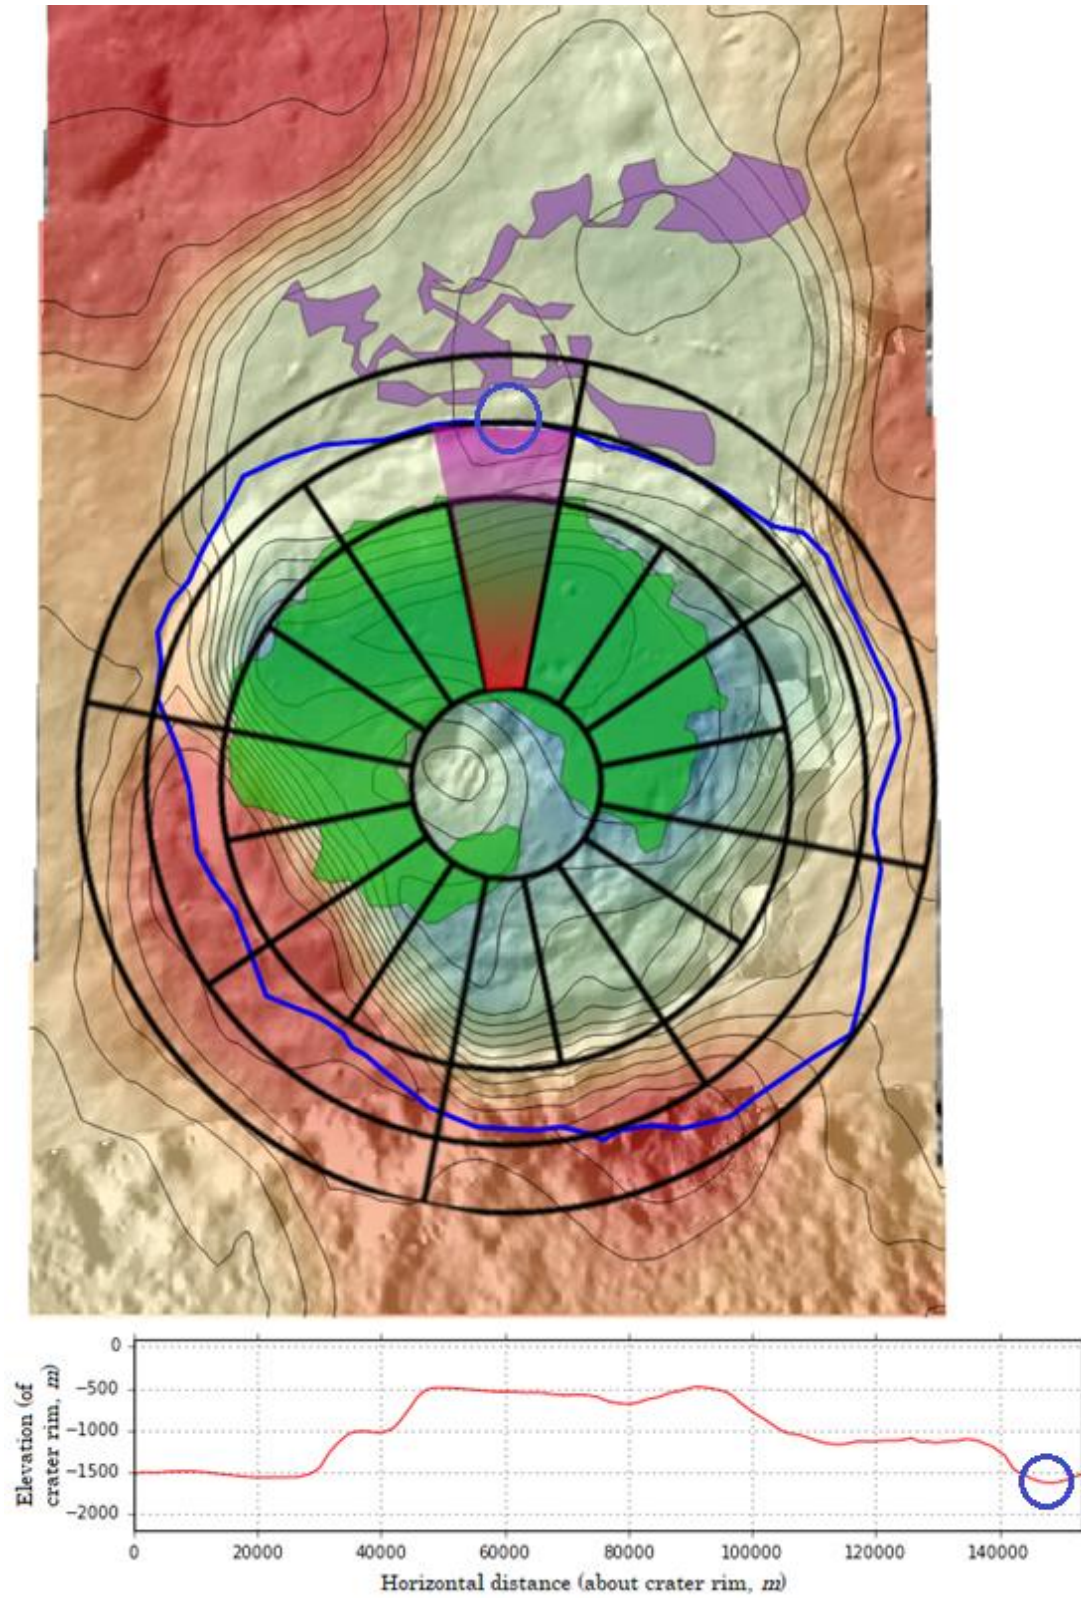 0
−500
−1000
−1500
−2000
Elevation (of
crater rim, m)
0 20000 40000 60000 80000 100000 120000 140000
Horizontal distance (about crater rim, m)